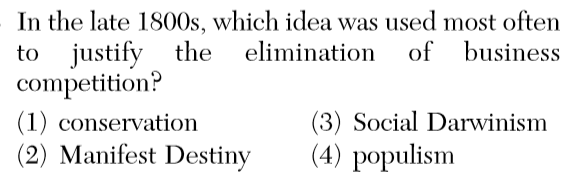 In the late 1800s, which idea was used most often
to justify the elimination of business
competition?
(1) conservation (3) Social Darwinism
(2) Manifest Destiny (4) populism